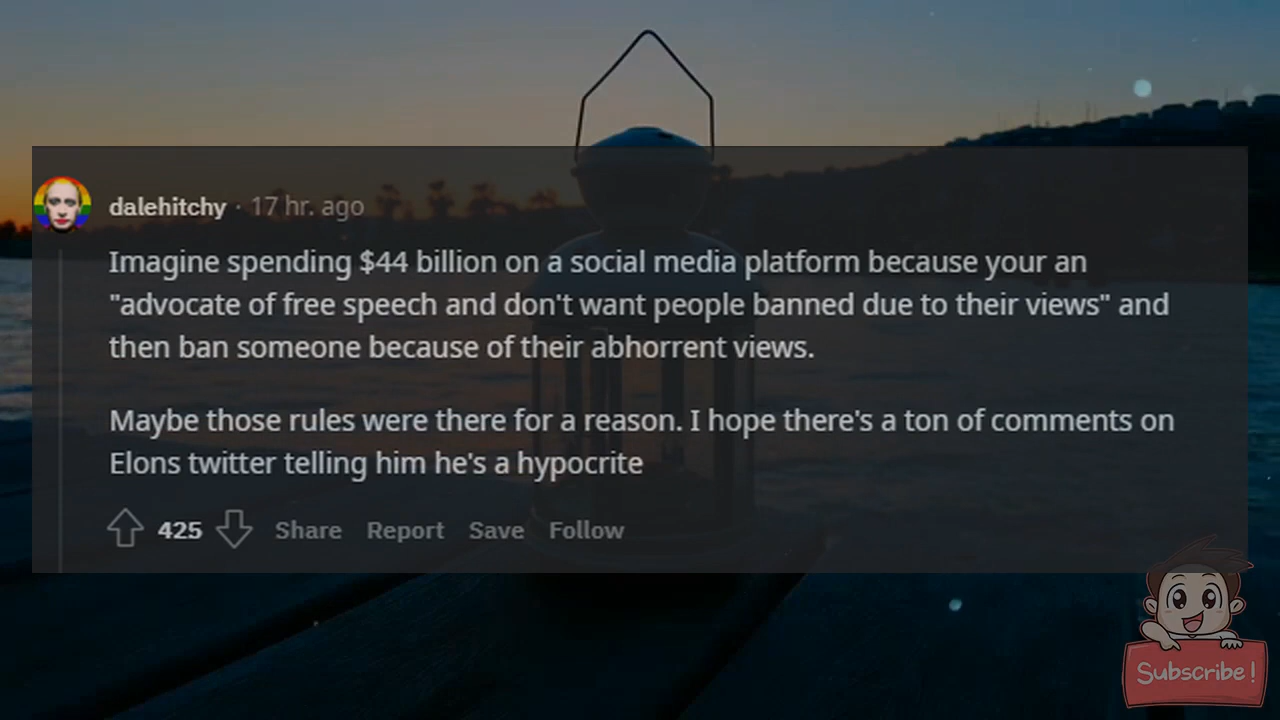 dalehitchy · 17 hr. ago
Imagine spending $44 billion on a social media platform because your an
"advocate of free speech and don't want people banned due to their views" and
then ban someone because of their abhorrent views.
Maybe those rules were there for a reason. I hope there's a ton of comments on
Elons twitter telling him he's a hypocrite
425 Share Report Save Follow
Subscribe!